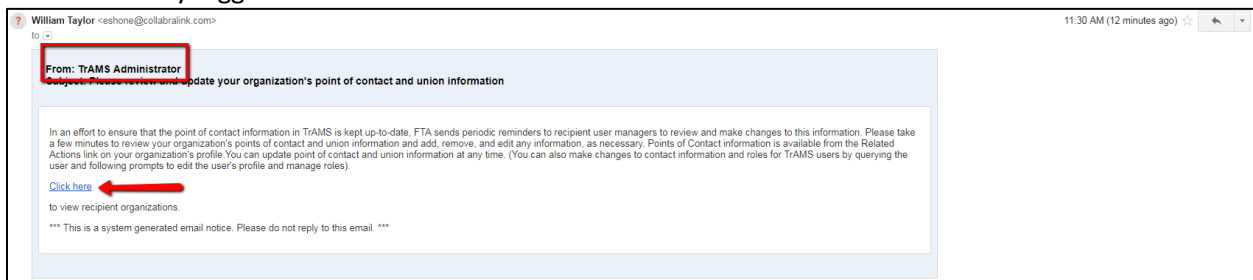 William Taylor <eshone@collabralink.com>
11:30 AM (12 minutes ago)
to
From: TrAMS Administrator
Subject: Please review and update your organization's point of contact and union information
In an effort to ensure that the point of contact information in TrAMS is kept up-to-date, FTA sends periodic reminders to recipient user managers to review and make changes to this information. Please take
a few minutes to review your organization's points of contact and union information and add, remove, and edit any information, as necessary. Points of Contact information is available from the Related
Actions link on your organization's profile.You can update point of contact and union information at any time. (You can also make changes to contact information and roles for TrAMS users by querying the
user and following prompts to edit the user's profile and manage roles).
Click here
to view recipient organizations.
*** This is a system generated email notice. Please do not reply to this email. ***